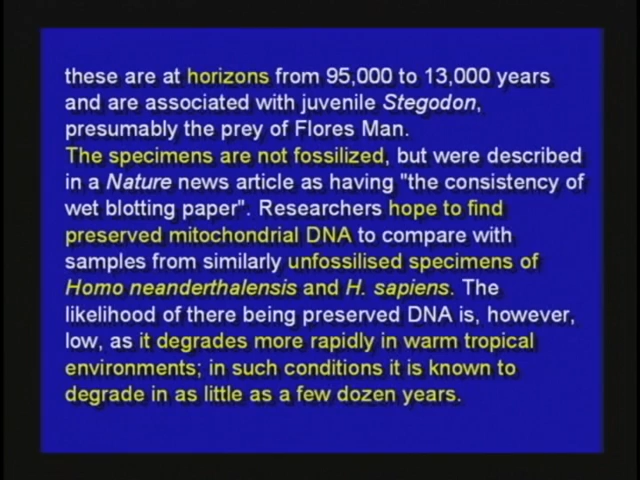 these are at horizons from 95,000 to 13,000 years
and are associated with juvenile Stegodon,
presumably the prey of Flores Man.
The specimens are not fossilized, but were described
in a Nature news article as having "the consistency of
wet blotting paper". Researchers hope to find
preserved mitochondrial DNA to compare with
samples from similarly unfossilised specimens of
Homo neanderthalensis and H. sapiens. The
likelihood of there being preserved DNA is, however,
low, as it degrades more rapidly in warm tropical
environments; in such conditions it is known to
degrade in as little as a few dozen years.